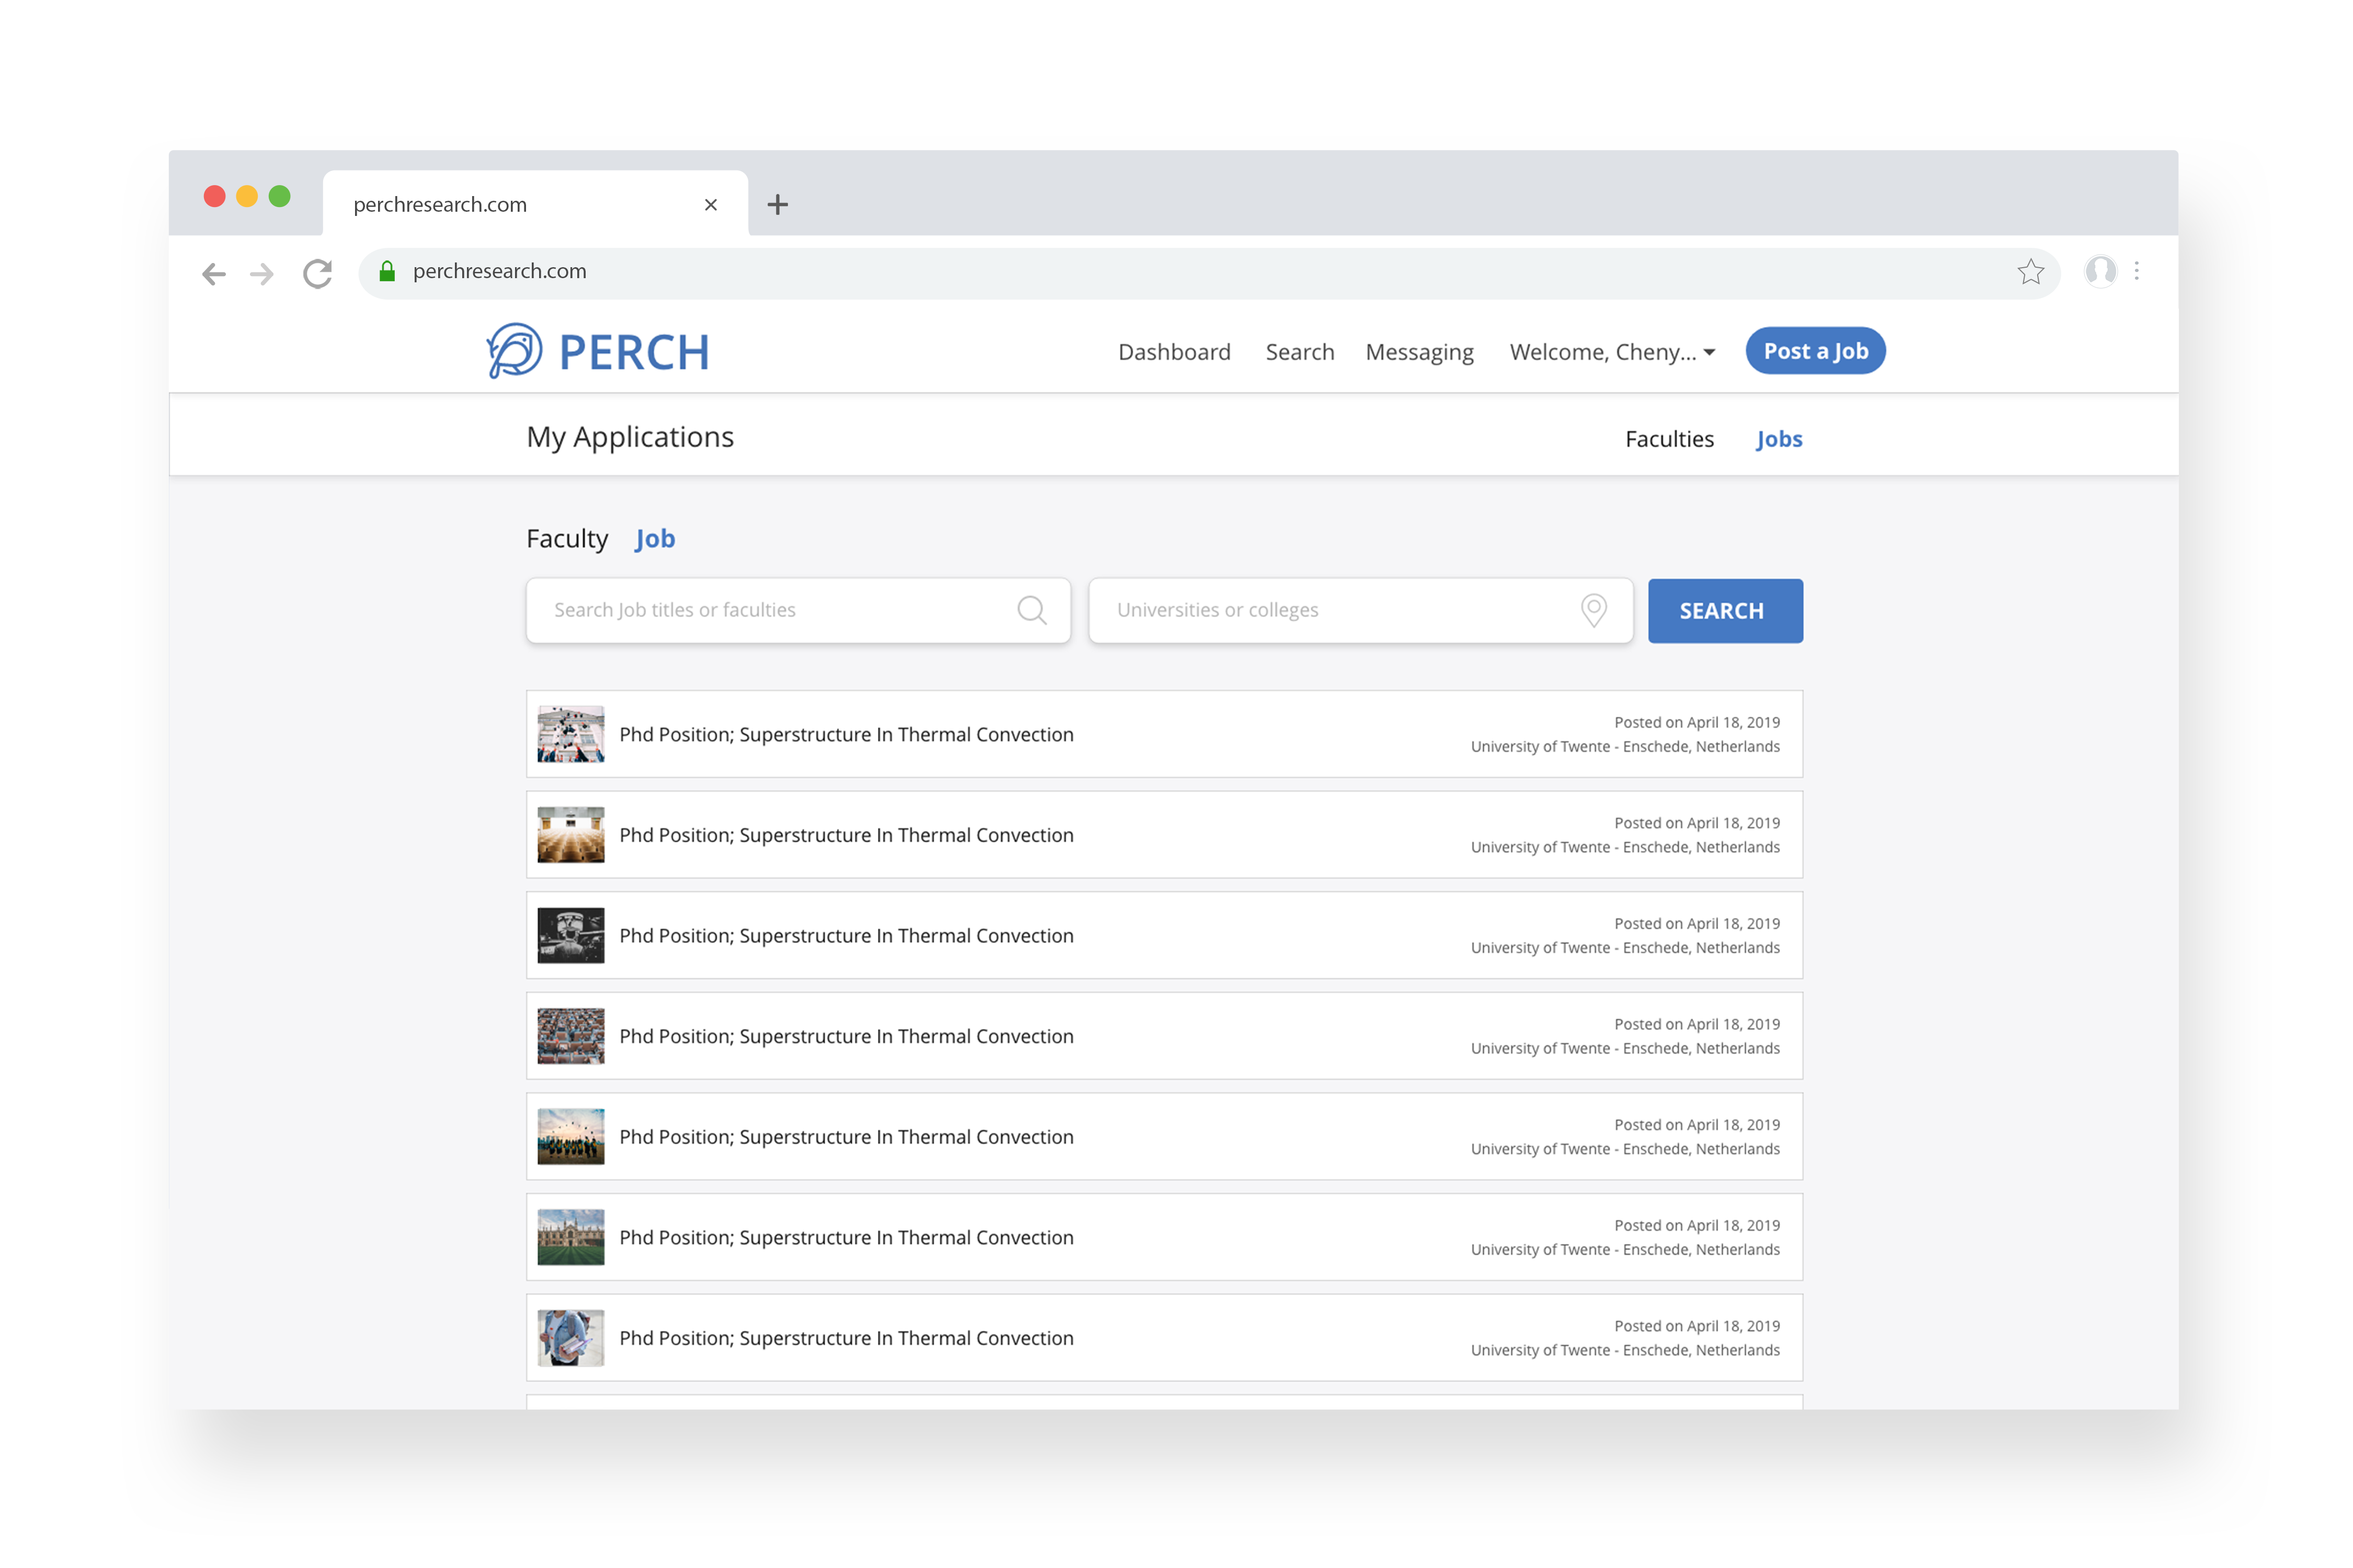 perchresearch.com
perchresearch.com
PERCH
Dashboard Search Messaging Welcome, Cheny... Post a Job
My Applications
Faculties Jobs
Faculty Job
Search Job titles or faculties
Universities or colleges
SEARCH
Phd Position; Superstructure In Thermal Convection
Posted on April 18, 2019
University of Twente - Enschede, Netherlands
Phd Position; Superstructure In Thermal Convection
Posted on April 18, 2019
University of Twente - Enschede, Netherlands
Phd Position; Superstructure In Thermal Convection
Posted on April 18, 2019
University of Twente - Enschede, Netherlands
Phd Position; Superstructure In Thermal Convection
Posted on April 18, 2019
University of Twente - Enschede, Netherlands
Phd Position; Superstructure In Thermal Convection
Posted on April 18, 2019
University of Twente - Enschede, Netherlands
Phd Position; Superstructure In Thermal Convection
Posted on April 18, 2019
University of Twente - Enschede, Netherlands
Phd Position; Superstructure In Thermal Convection
Posted on April 18, 2019
University of Twente - Enschede, Netherlands